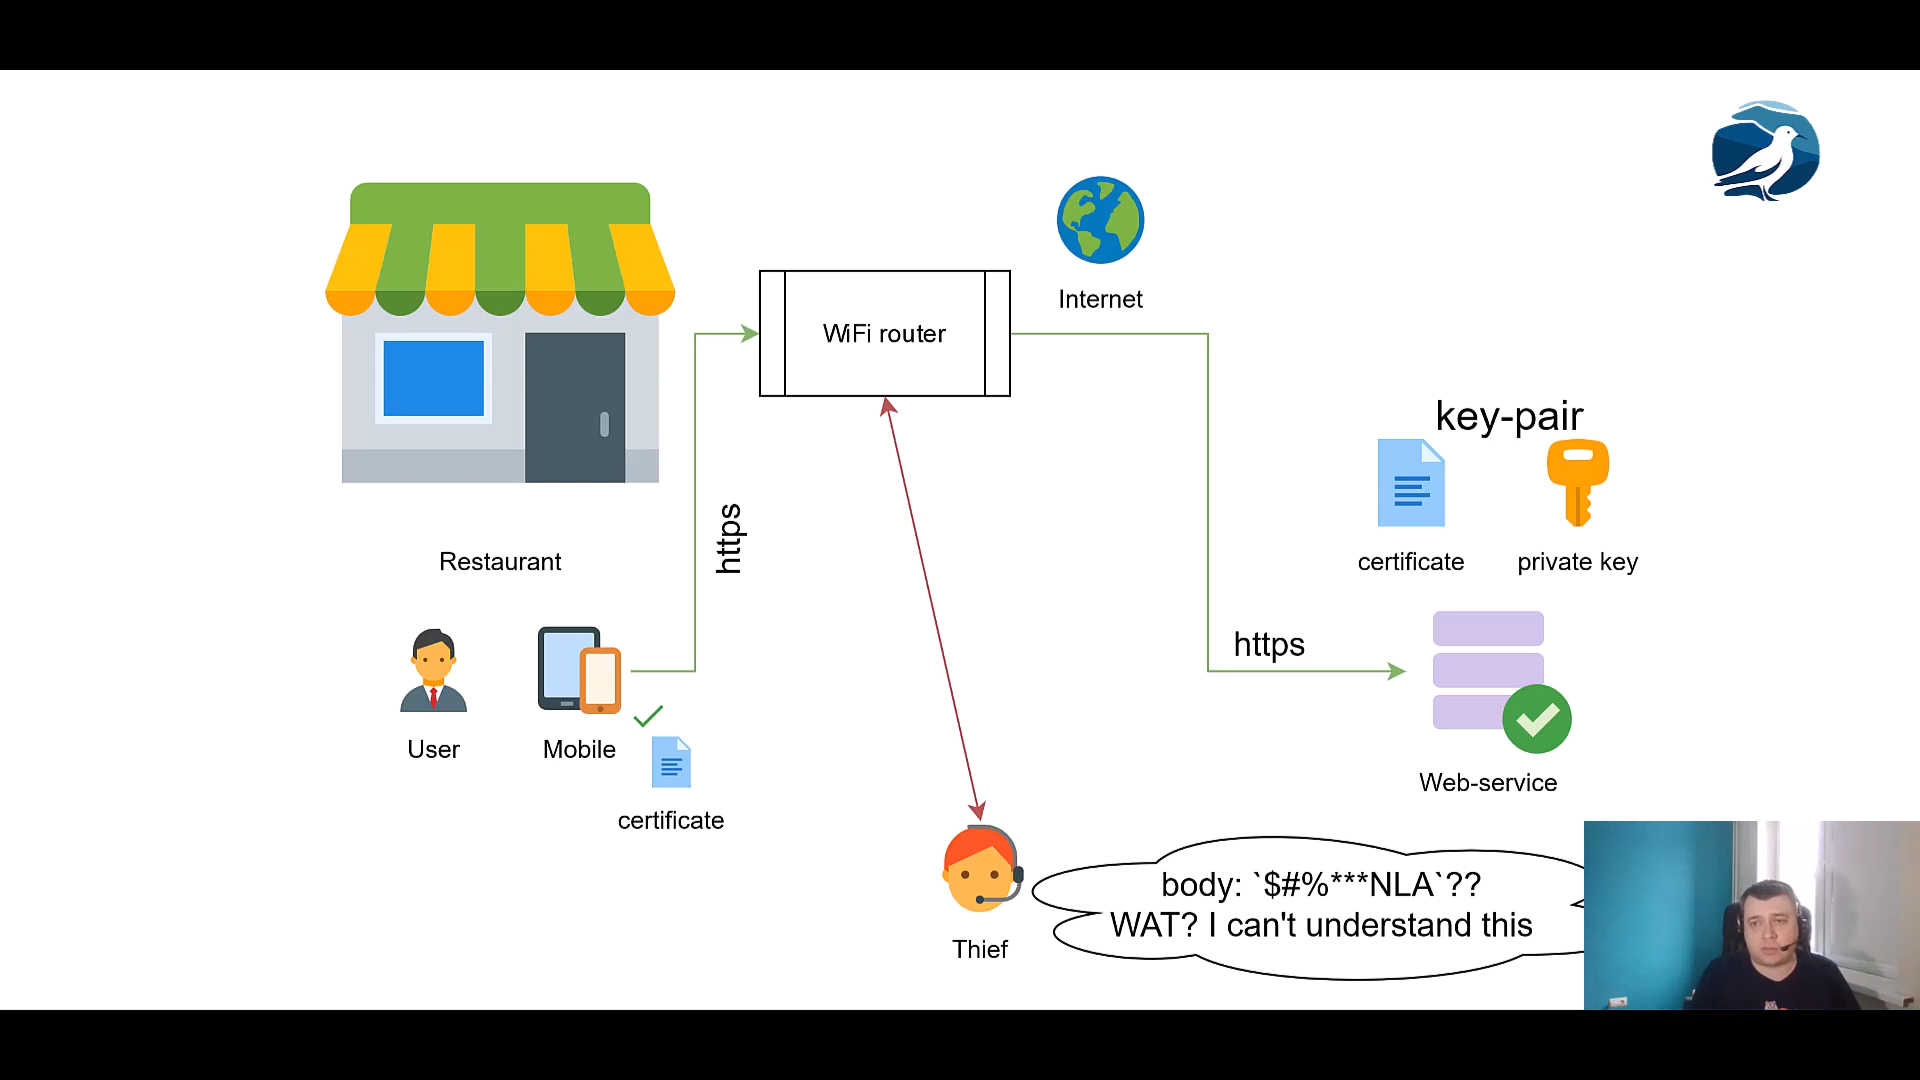 Internet
WiFi router
key-pair
certificate
private key
https
Restaurant
https
User
Mobile
certificate
Web-service
body: `$#%***NLA`??
WAT? I can't understand this
Thief